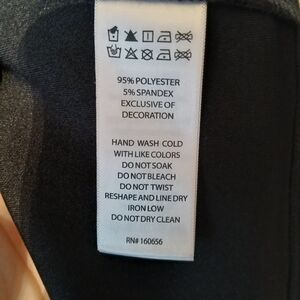 95% POLYESTER
5% SPANDEX
EXCLUSIVE OF
DECORATION
HAND WASH COLD
WITH LIKE COLORS
DO NOT SOAK
DO NOT BLEACH
DO NOT TWIST
RESHAPE AND LINE DRY
IRON LOW
DO NOT DRY CLEAN
RN# 160656